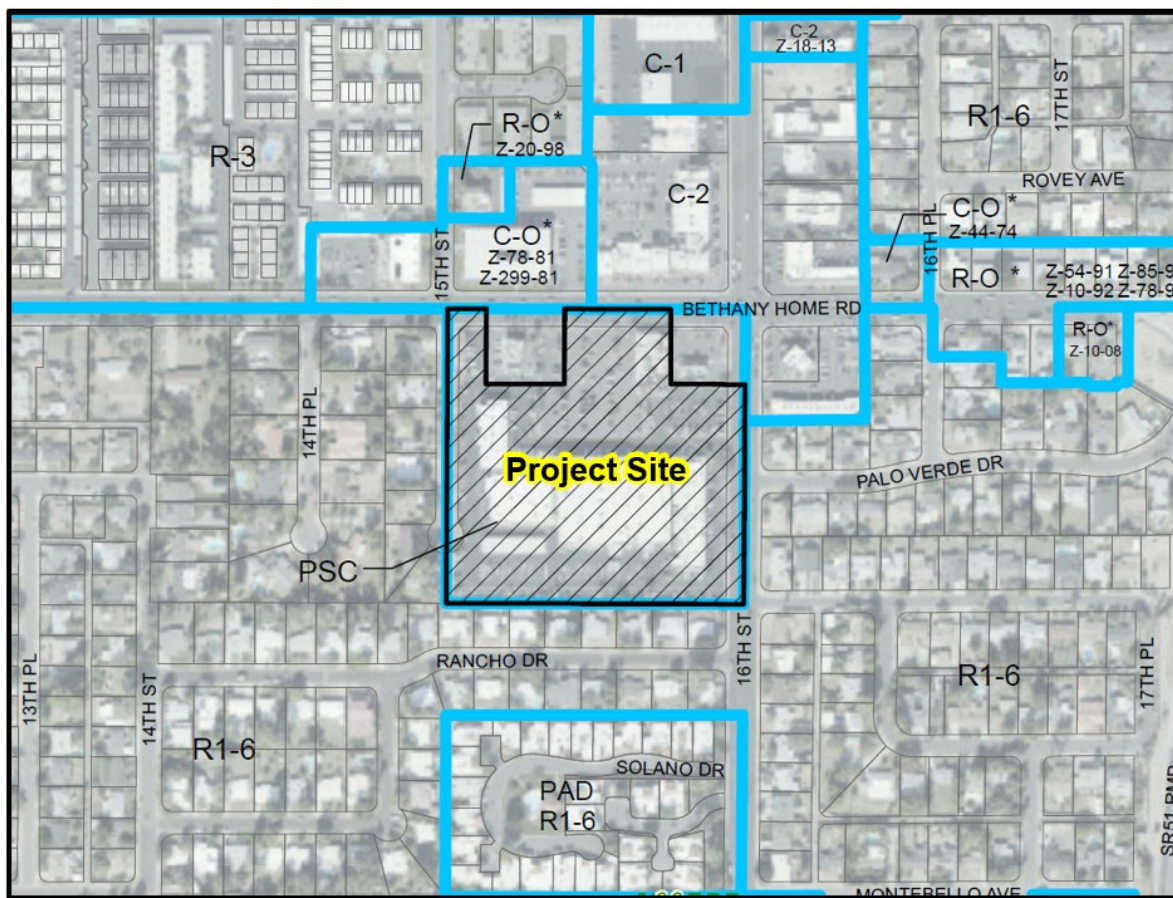 C-2
Z-18-13
C-1
R1-6
17TH ST
R-O*
Z-20-98
R-3
ROVEY AVE
C-2
C-O*
Z-44-74
16TH PL
C-O*
Z-78-81
Z-299-81
15TH ST
R-O *
Z-54-91
Z-10-92
BETHANY HOME RD
R-O*
Z-10-08
14TH PL
Project Site
PALO VERDE DR
PSC
RANCHO DR
16TH ST
R1-6
17TH PL
13TH PL
14TH ST
R1-6
SOLANO DR
PAD
R1-6
SR51 RMP
MONTEBELLO AVE